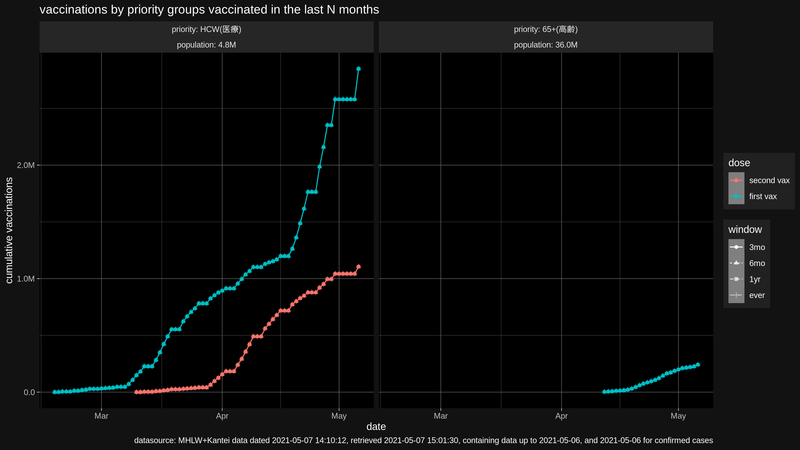 vaccinations by priority groups vaccinated in the last N months
priority: HCW(医療)
population: 4.8M
priority: 65+(高齢)
population: 36.0M
cumulative vaccinations
2.0M
1.0M
0.0
Mar
Apr
May
Mar
Apr
May
date
dose
second vax
first vax
window
3mo
6mo
1yr
ever
datasource: MHLW+Kantei data dated 2021-05-07 14:10:12, retrieved 2021-05-07 15:01:30, containing data up to 2021-05-06, and 2021-05-06 for confirmed cases